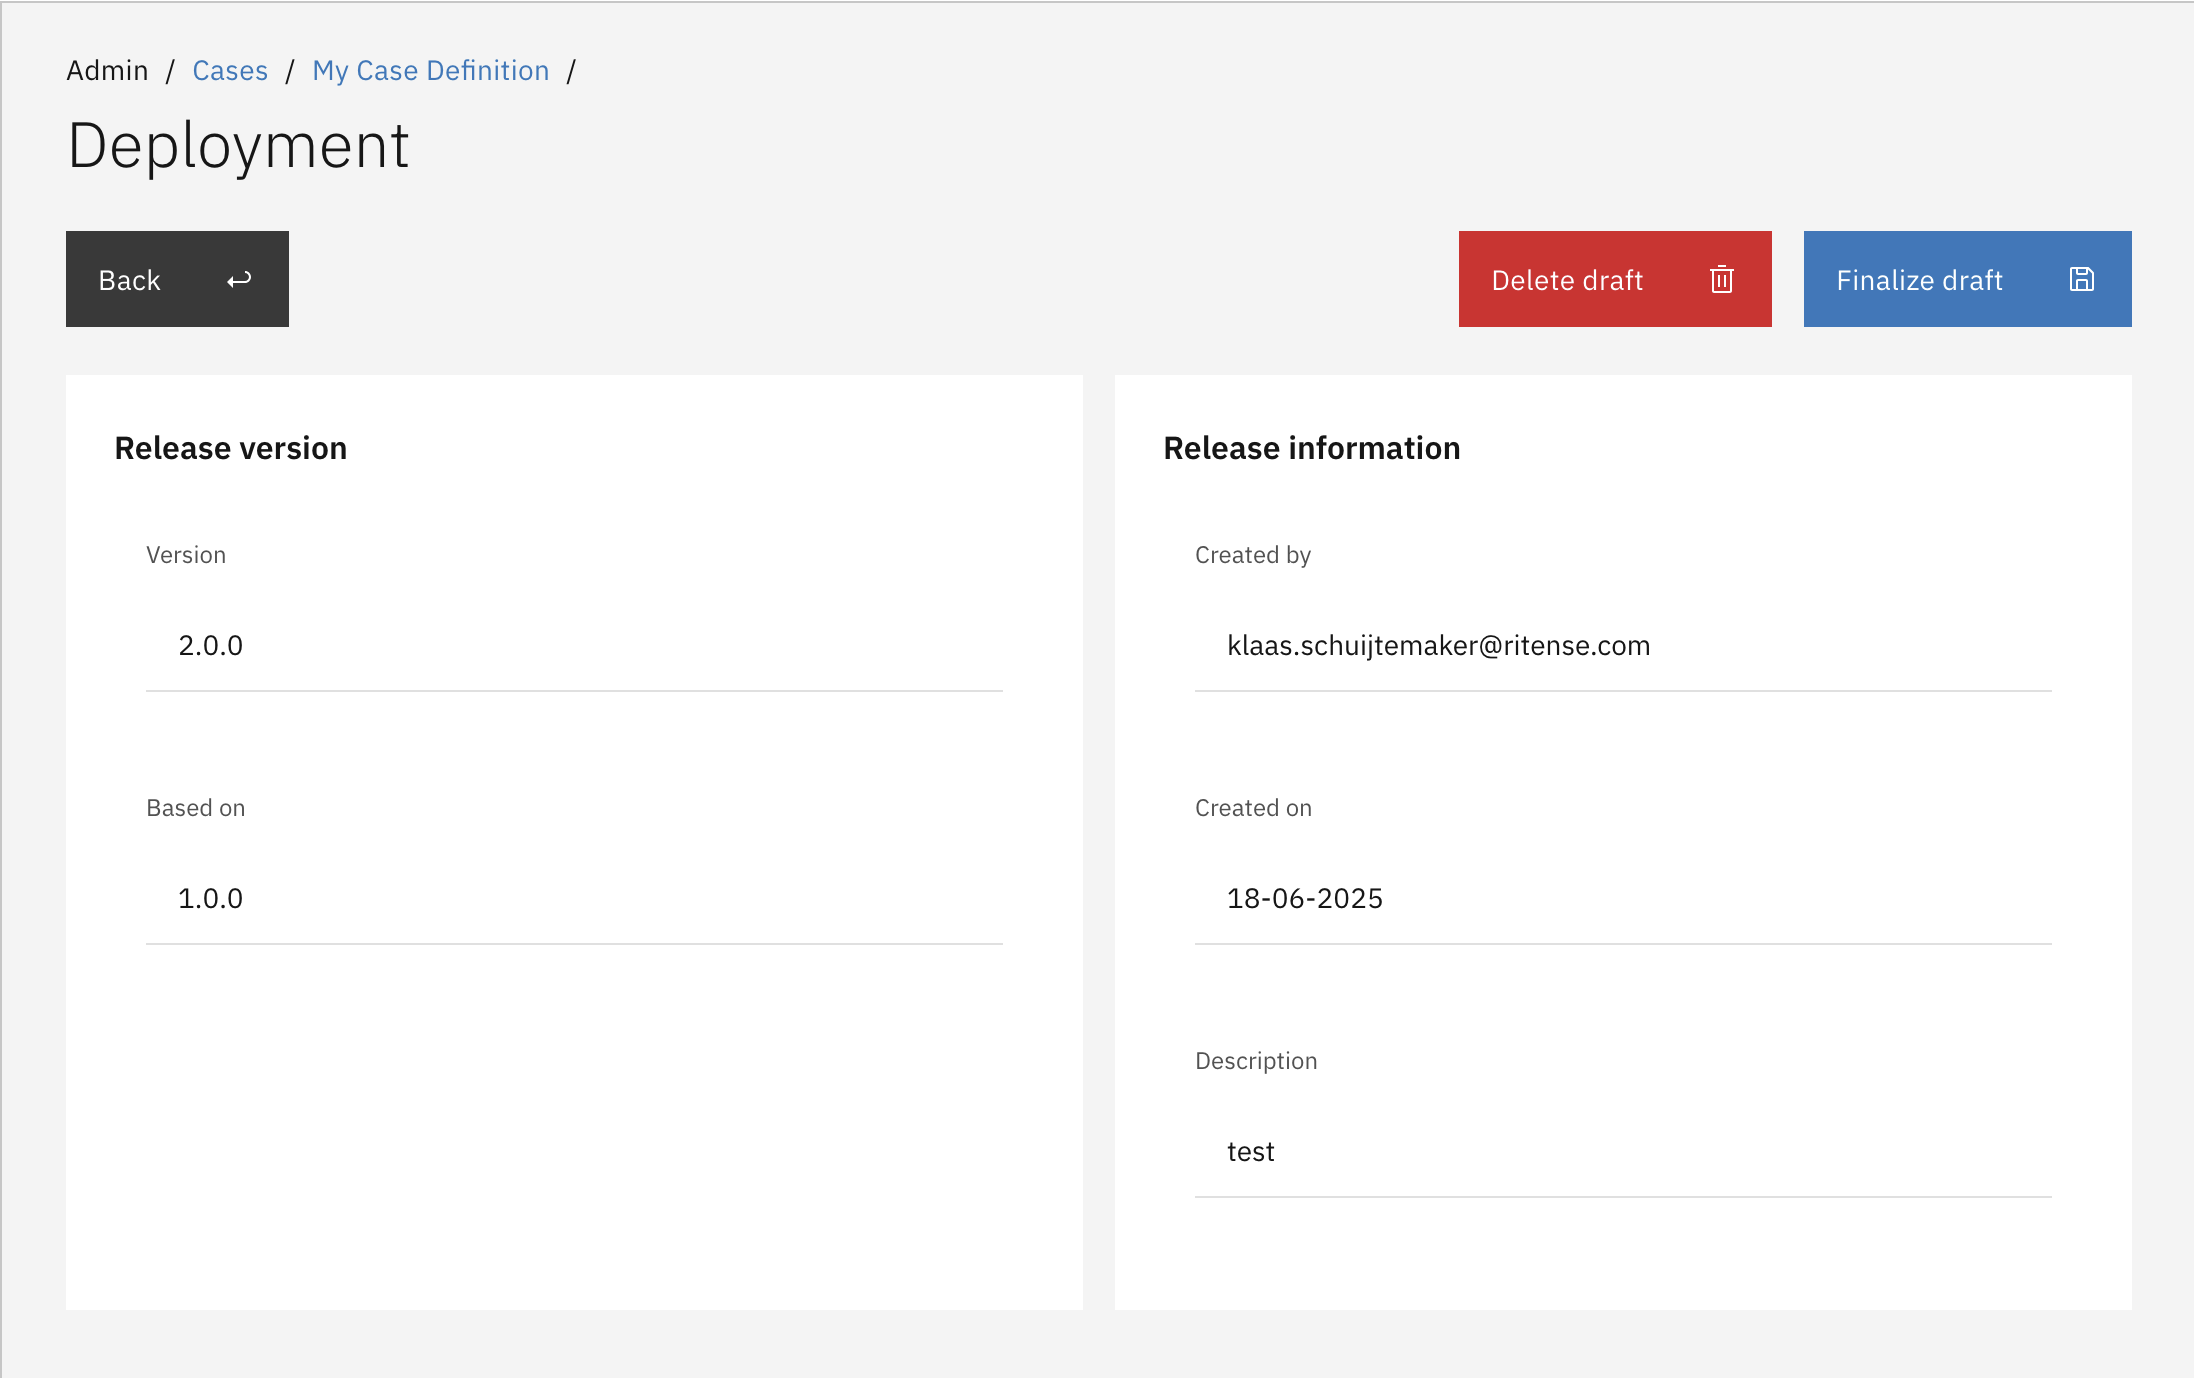 Admin / Cases / My Case Definition /
Deployment
Back
Delete draft
Finalize draft
Release version
Version
2.0.0
Based on
1.0.0
Release information
Created by
klaas.schuijtemaker@ritense.com
Created on
18-06-2025
Description
test